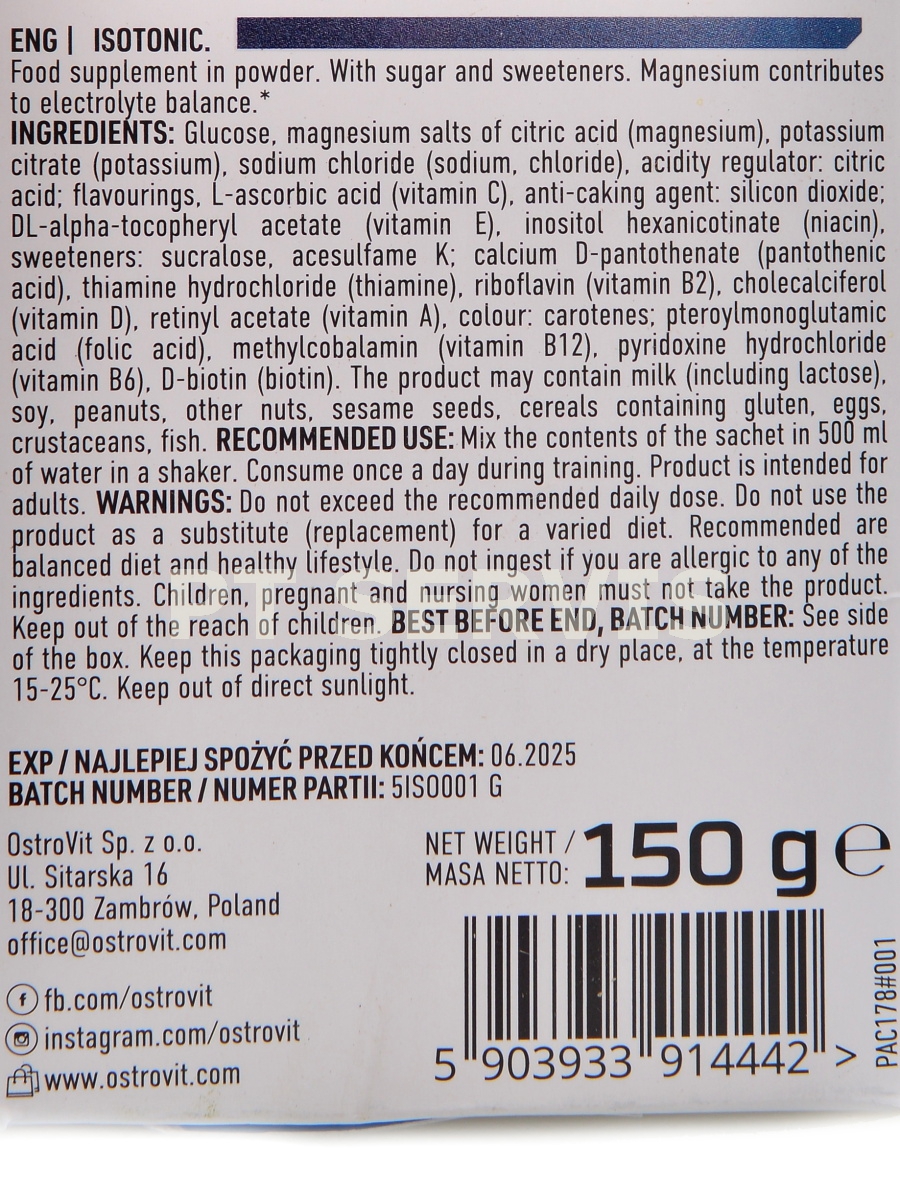 ENG | ISOTONIC.
Food supplement in powder. With sugar and sweeteners. Magnesium contributes
to electrolyte balance.*
INGREDIENTS: Glucose, magnesium salts of citric acid (magnesium), potassium
citrate (potassium), sodium chloride (sodium, chloride), acidity regulator: citric
acid; flavourings, L-ascorbic acid (vitamin C), anti-caking agent: silicon dioxide;
DL-alpha-tocopheryl acetate (vitamin E), inositol hexanicotinate (niacin),
sweeteners: sucralose, acesulfame K; calcium D-pantothenate (pantothenic
acid), thiamine hydrochloride (thiamine), riboflavin (vitamin B2), cholecalciferol
(vitamin D), retinyl acetate (vitamin A), colour: carotenes; pteroylmonoglutamic
acid (folic acid), methylcobalamin (vitamin B12), pyridoxine hydrochloride
(vitamin B6), D-biotin (biotin). The product may contain milk (including lactose),
soy, peanuts, other nuts, sesame seeds, cereals containing gluten, eggs,
crustaceans, fish. RECOMMENDED USE: Mix the contents of the sachet in 500 ml
of water in a shaker. Consume once a day during training. Product is intended for
adults. WARNINGS: Do not exceed the recommended daily dose. Do not use the
product as a substitute (replacement) for a varied diet. Recommended are
balanced diet and healthy lifestyle. Do not ingest if you are allergic to any of the
ingredients. Children, pregnant and nursing women must not take the product.
PT SERVIS
Keep out of the reach of children. BEST BEFORE END, BATCH NUMBER: See side
of the box. Keep this packaging tightly closed in a dry place, at the temperature
15-25°C. Keep out of direct sunlight.
EXP / NAJLEPIEJ SPOŻYĆ PRZED KOŃCEM: 06.2025
BATCH NUMBER / NUMER PARTII: 5ISO001 G
OstroVit Sp. z o.o.
Ul. Sitarska 16
18-300 Zambrów, Poland
office@ostrovit.com
fb.com/ostrovit
instagram.com/ostrovit
www.ostrovit.com
NET WEIGHT /
MASA NETTO: 150 g ℮
5 903933 914442 >
PAC178#001